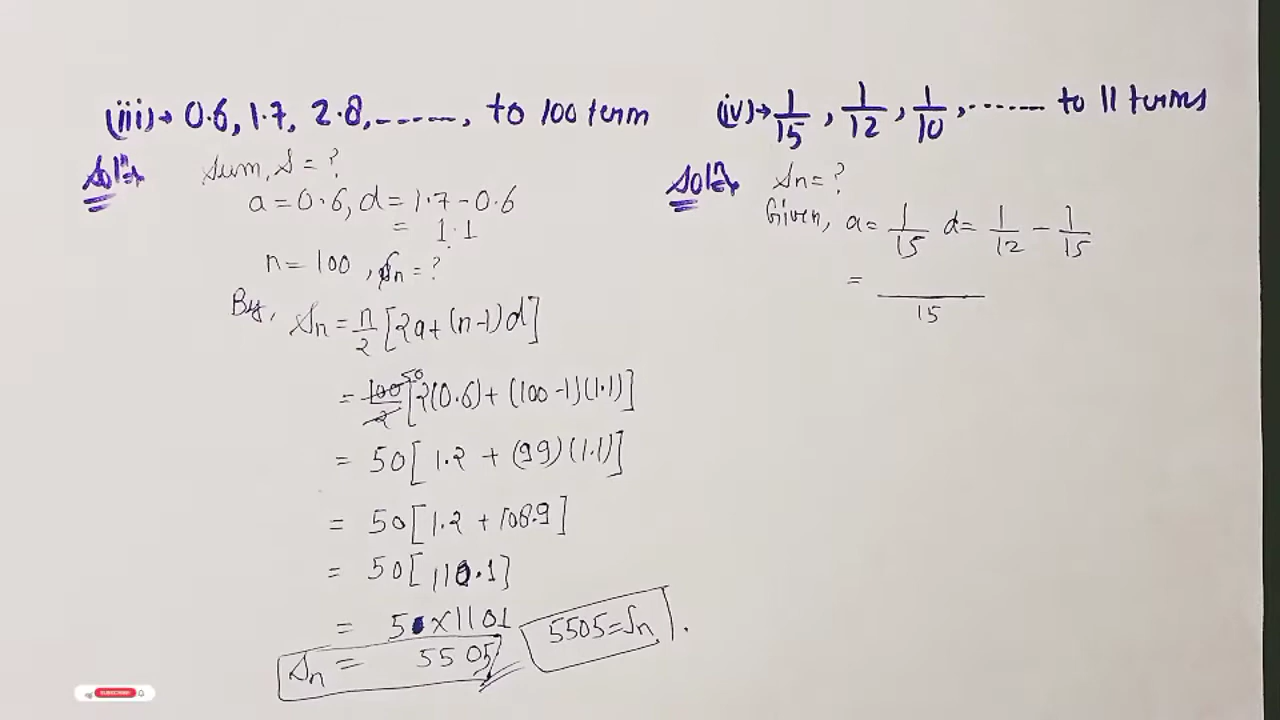 (iii)→ 0.6, 1.7, 2.8, ------, to 100 term
Solⁿ
Sum, S = ?
a = 0.6, d = 1.7 - 0.6
= 1.1
n = 100, Sn = ?
By, Sn = n/2 [2a + (n-1) d]
= 100/2 50 [2(0.6) + (100-1)(1.1)]
= 50 [1.2 + (99)(1.1)]
= 50 [1.2 + 108.9]
= 50 [110.1]
= 5 × 1101
Sn = 5505
5505 = Sn
(iv)→ 1/15, 1/12, 1/10, ------ to 11 terms
Solⁿ
Sn = ?
Given, a = 1/15 d = 1/12 - 1/15
= /15
SUBSCRIBE